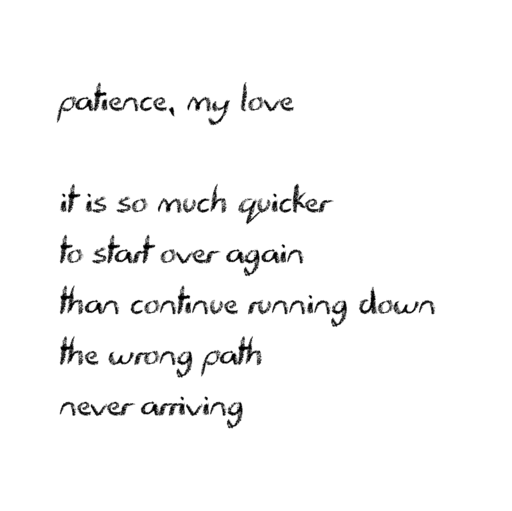 patience, my love
it is so much quicker
to start over again
than continue running down
the wrong path
never arriving